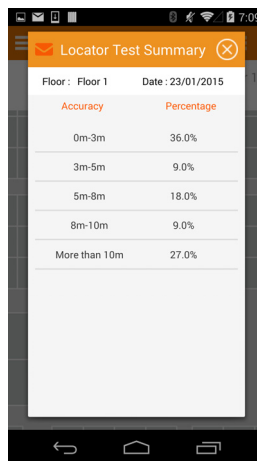 7:09
Locator Test Summary
Floor : Floor 1 Date : 23/01/2015
Accuracy Percentage
0m-3m 36.0%
3m-5m 9.0%
5m-8m 18.0%
8m-10m 9.0%
More than 10m 27.0%